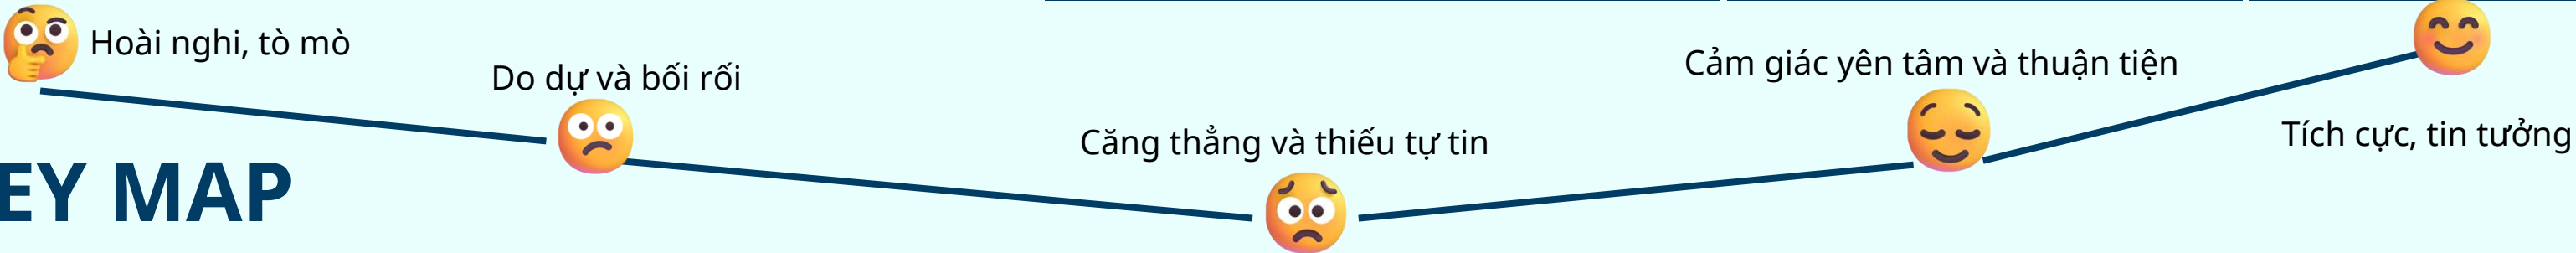 Hoài nghi, tò mò
Do dự và bối rối
Căng thẳng và thiếu tự tin
Cảm giác yên tâm và thuận tiện
Tích cực, tin tưởng
EY MAP